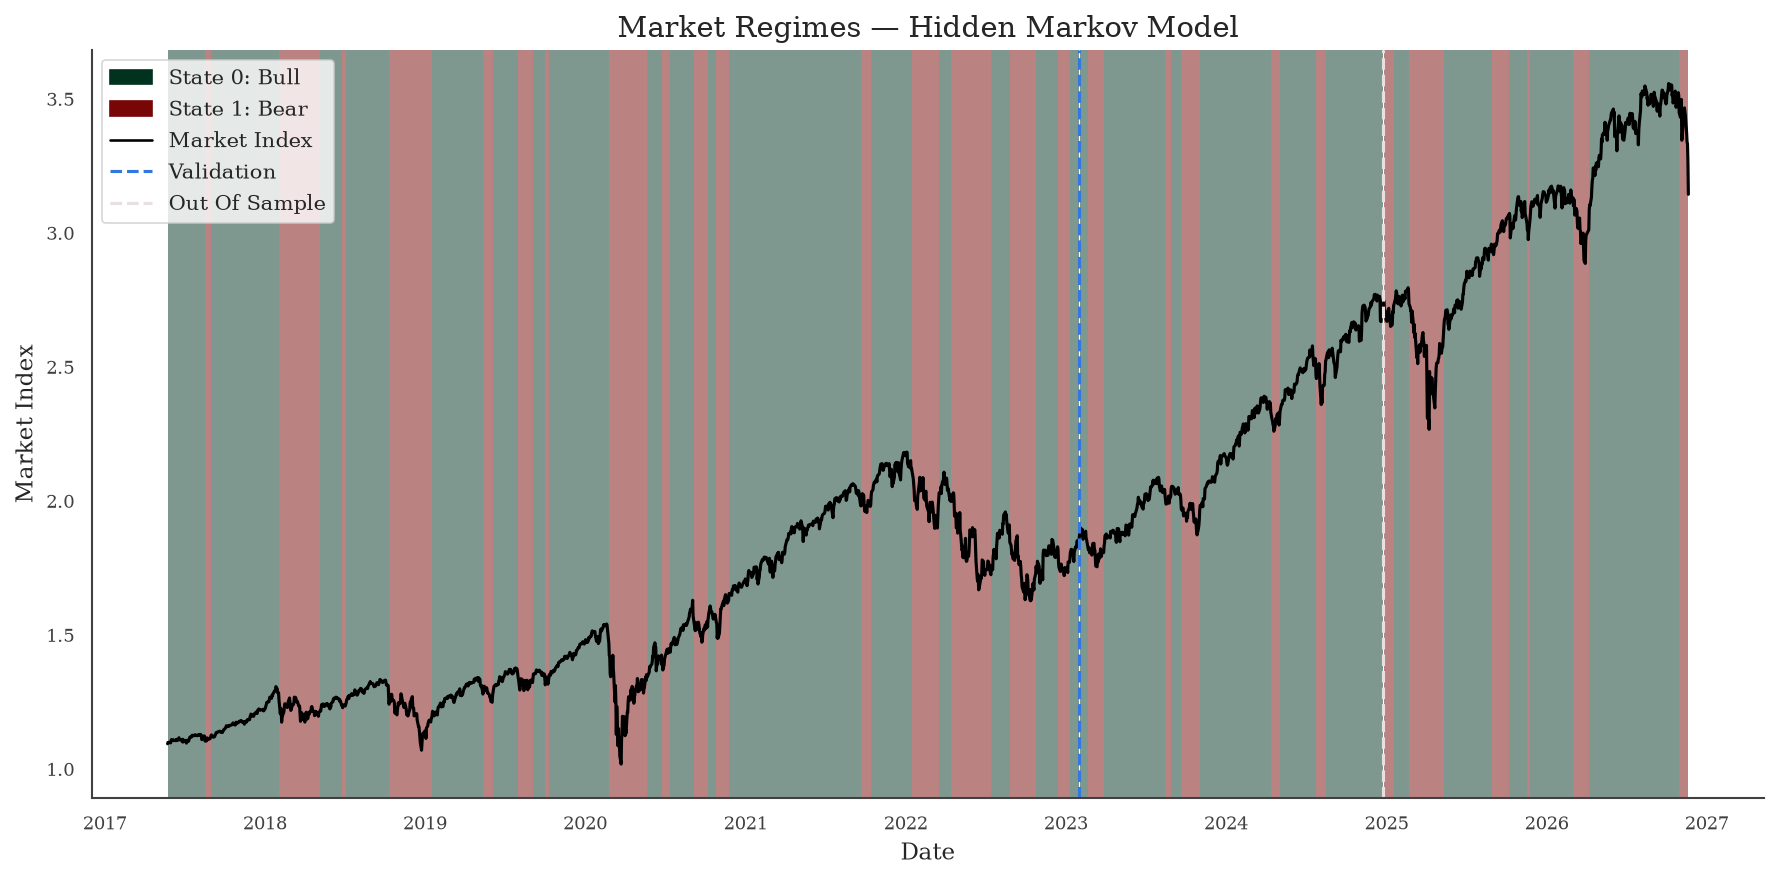 Market Regimes — Hidden Markov Model
State 0: Bull
State 1: Bear
Market Index
Validation
Out Of Sample
Market Index
3.5
3.0
2.5
2.0
1.5
1.0
2017 2018 2019 2020 2021 2022 2023 2024 2025 2026 2027
Date